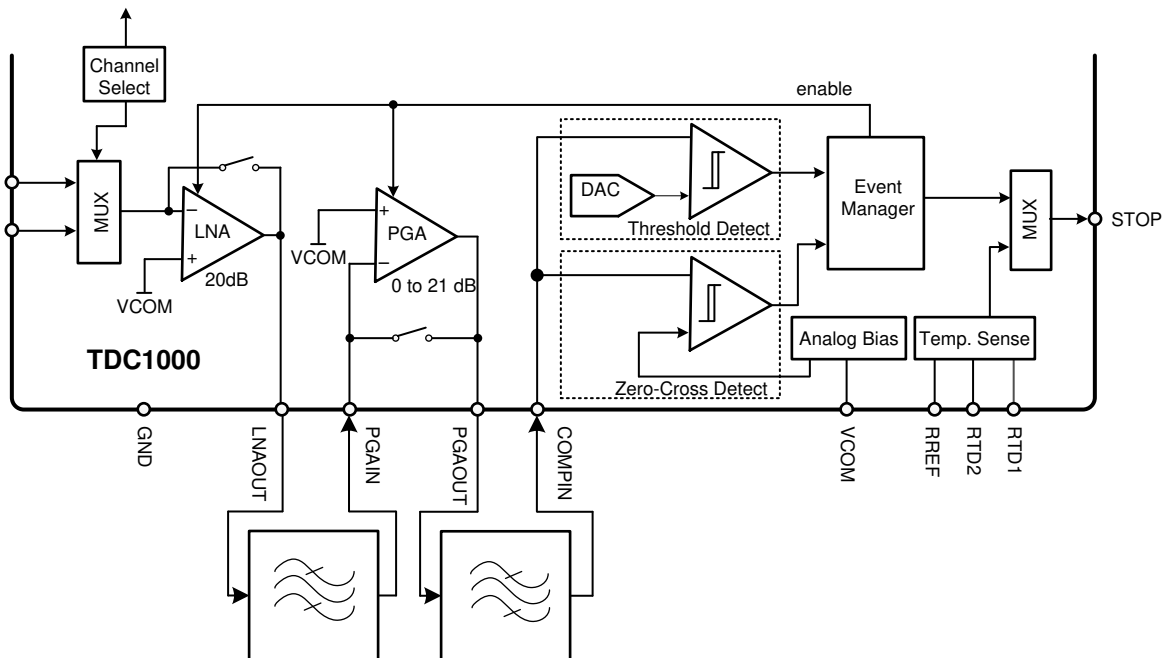 Channel
Select
enable
MUX
LNA
20dB
VCOM
PGA
VCOM
0 to 21 dB
DAC
Threshold Detect
Event
Manager
MUX
STOP
Zero-Cross Detect
Analog Bias
Temp. Sense
TDC1000
GND
LNAOUT
PGAIN
PGAOUT
COMPIN
VCOM
RREF
RTD2
RTD1